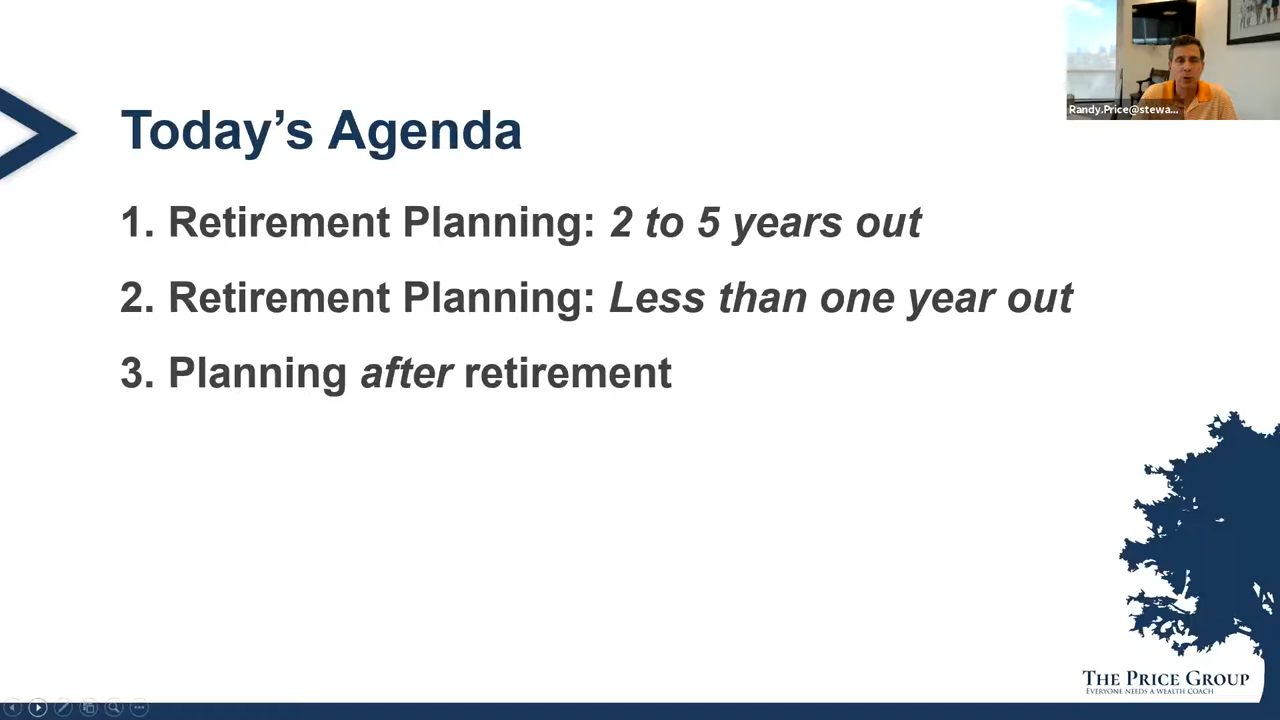 Randy.Price@stewa...
Today’s Agenda
1. Retirement Planning: 2 to 5 years out
2. Retirement Planning: Less than one year out
3. Planning after retirement
THE PRICE GROUP
EVERYONE NEEDS A WEALTH COACH